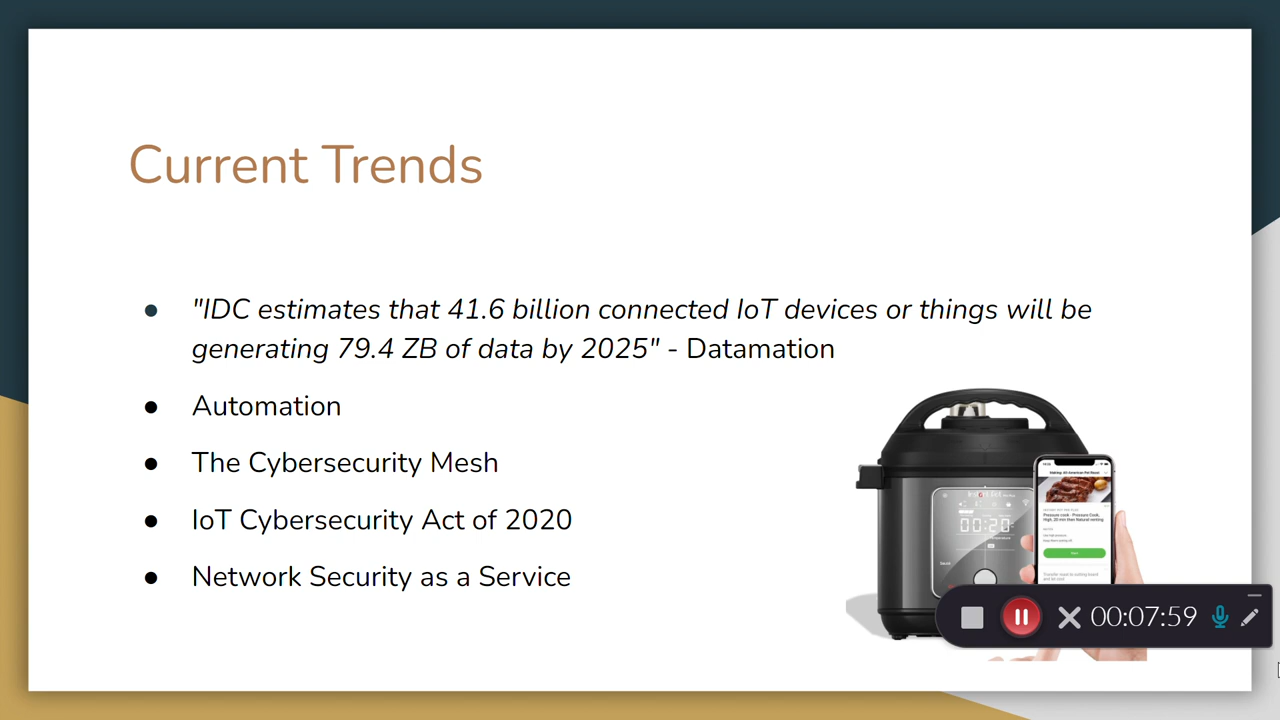 Current Trends
● "IDC estimates that 41.6 billion connected IoT devices or things will be
generating 79.4 ZB of data by 2025" - Datamation
● Automation
● The Cybersecurity Mesh
● IoT Cybersecurity Act of 2020
● Network Security as a Service
00:20
00:07:59